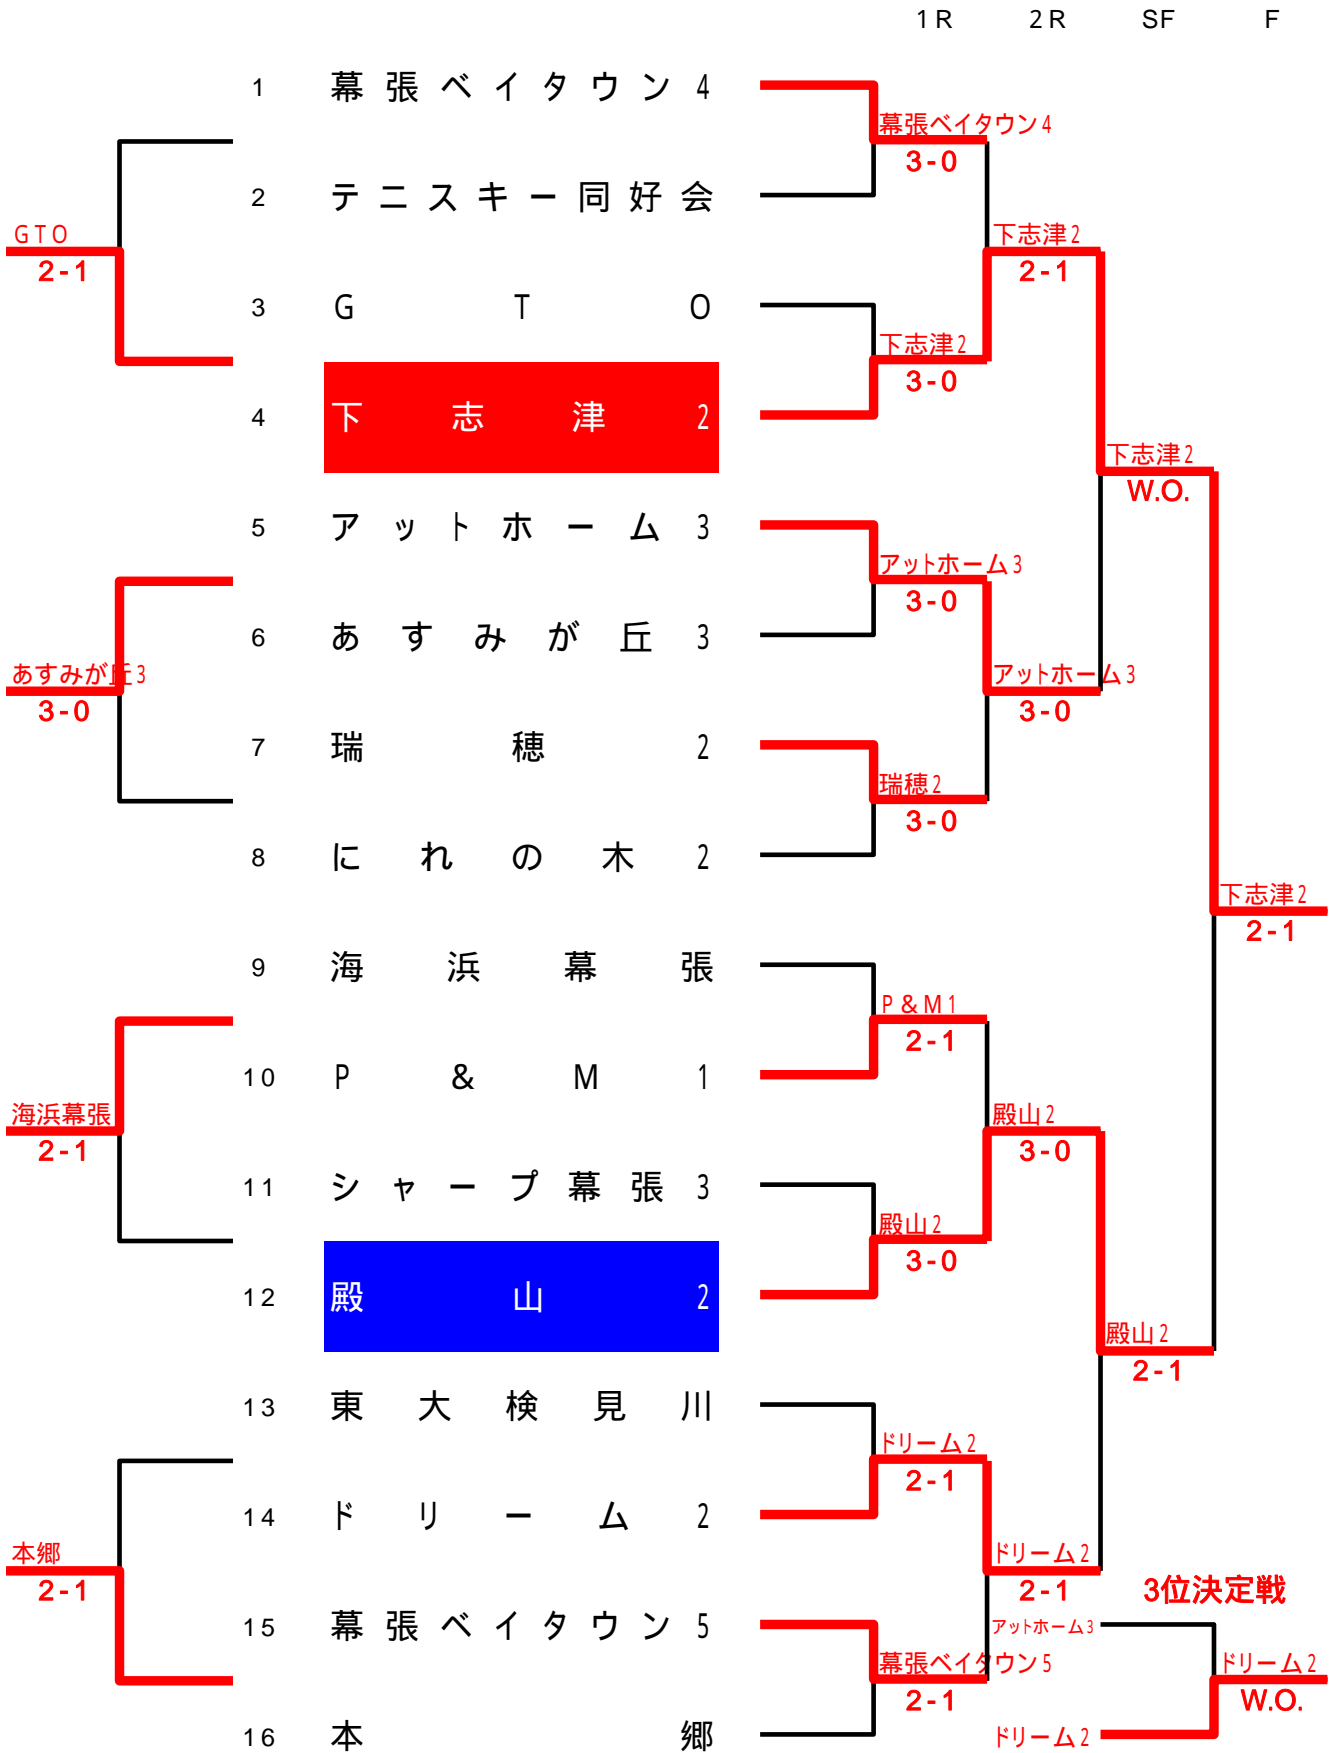 1R 2R SF F
1 幕張ベイタウン4
幕張ベイタウン4
3-0
2 テニスキー同好会
GTO
2-1
下志津2
2-1
3 GTO
下志津2
3-0
4 下志津2
下志津2
W.O.
5 アットホーム3
アットホーム3
3-0
6 あすみが丘3
あすみが丘3
3-0
アットホーム3
3-0
7 瑞穂2
瑞穂2
3-0
8 にれの木2
下志津2
2-1
9 海浜幕張
P&M1
2-1
10 P&M1
海浜幕張
2-1
殿山2
3-0
11 シャープ幕張3
殿山2
3-0
12 殿山2
殿山2
2-1
13 東大検見川
ドリーム2
2-1
14 ドリーム2
本郷
2-1
ドリーム2
2-1
3位決定戦
15 幕張ベイタウン5
アットホーム3
幕張ベイタウン5
2-1
ドリーム2
W.O.
16 本郷
ドリーム2